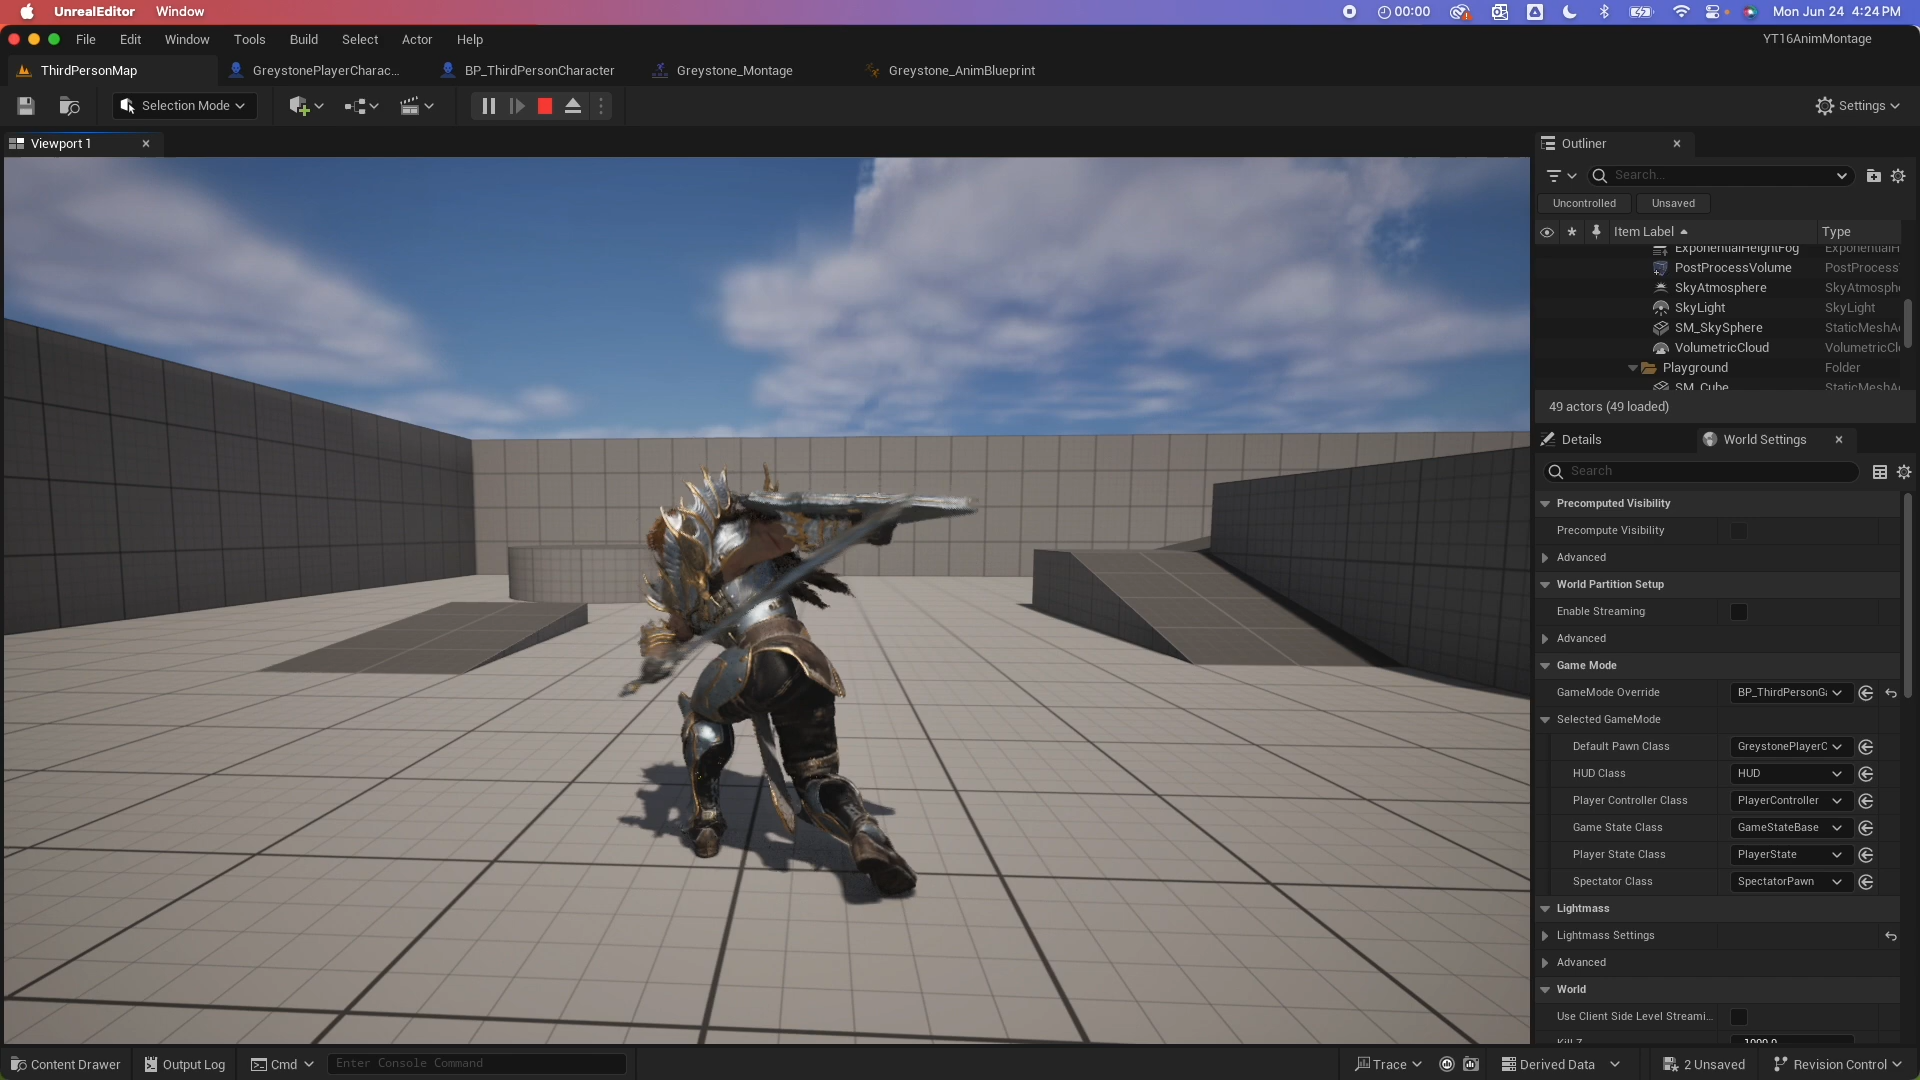 UnrealEditor Window 00:00 Mon Jun 24 4:24 PM
File Edit Window Tools Build Select Actor Help YT16AnimMontage
ThirdPersonMap GreystonePlayerCharac... BP_ThirdPersonCharacter Greystone_Montage Greystone_AnimBlueprint
Selection Mode Settings
Viewport 1
Outliner
Search...
Uncontrolled Unsaved
Item Label Type
ExponentialHeightFog ExponentialH
PostProcessVolume PostProcess
SkyAtmosphere SkyAtmosph
SkyLight SkyLight
SM_SkySphere StaticMeshA
VolumetricCloud VolumetricCl
Playground Folder
SM_Cube StaticMeshA
49 actors (49 loaded)
Details World Settings
Search
Precomputed Visibility
Precompute Visibility
Advanced
World Partition Setup
Enable Streaming
Advanced
Game Mode
GameMode Override BP_ThirdPersonGa
Selected GameMode
Default Pawn Class GreystonePlayerC
HUD Class HUD
Player Controller Class PlayerController
Game State Class GameStateBase
Player State Class PlayerState
Spectator Class SpectatorPawn
Lightmass
Lightmass Settings
Advanced
World
Use Client Side Level Streami...
Kill Z
Content Drawer Output Log Cmd Enter Console Command Trace Derived Data 2 Unsaved Revision Control